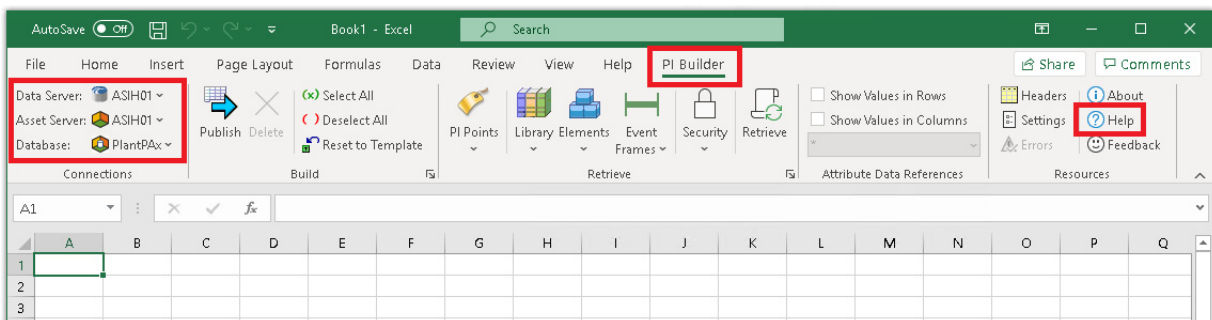 AutoSave Off Book1 - Excel Search
File Home Insert Page Layout Formulas Data Review View Help PI Builder Share Comments
Data Server: ASIH01
Asset Server: ASIH01
Database: PlantPAx
Connections
Publish Delete
(×) Select All
( ) Deselect All
Reset to Template
Build
PI Points Library Elements Event Frames Security Retrieve
Retrieve
Show Values in Rows
Show Values in Columns
*
Attribute Data References
Headers About
Settings Help
Errors Feedback
Resources
A1 fx
A B C D E F G H I J K L M N O P Q
1
2
3